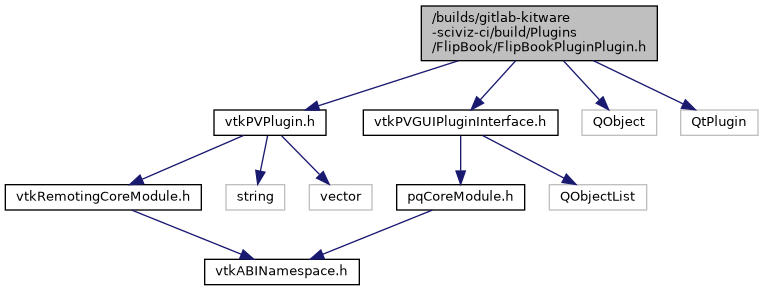 /builds/gitlab-kitware
-sciviz-ci/build/Plugins
/FlipBook/FlipBookPluginPlugin.h
vtkPVPlugin.h
vtkPVGUIPluginInterface.h
QObject
QtPlugin
vtkRemotingCoreModule.h
string
vector
pqCoreModule.h
QObjectList
vtkABINamespace.h